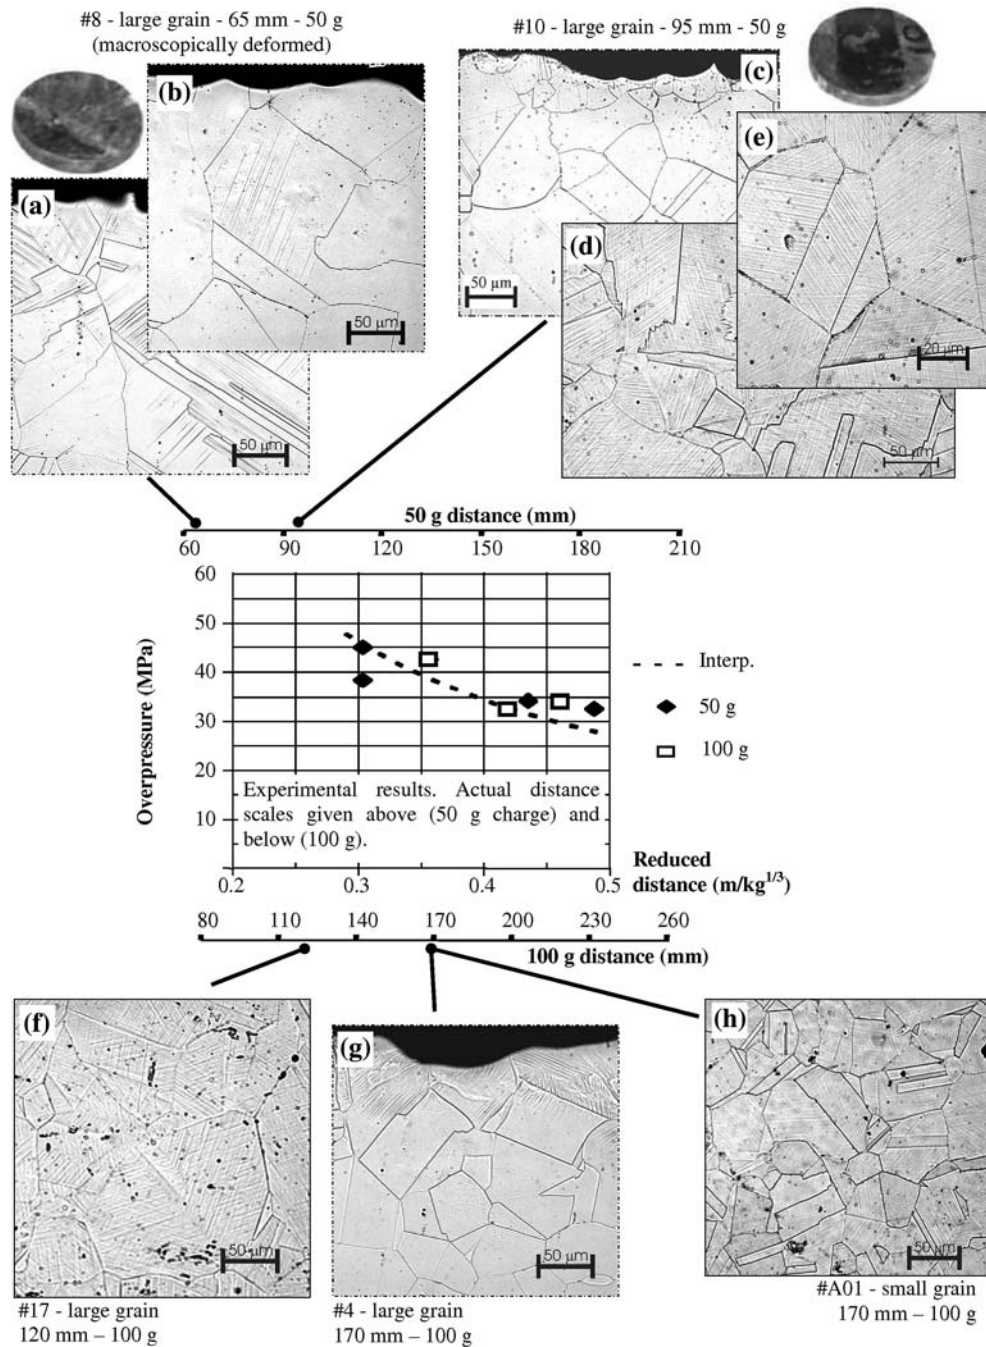 #8 - large grain - 65 mm - 50 g
(macroscopically deformed)
#10 - large grain - 95 mm - 50 g
(b)
(c)
(e)
(a)
(d)
50 µm
50 µm
50 µm
20 µm
50 µm
50 g distance (mm)
60 90 120 150 180 210
Overpressure (MPa)
60
50
40
30
20
10
Interp.
50 g
100 g
Experimental results. Actual distance
scales given above (50 g charge) and
below (100 g).
0.2 0.3 0.4 0.5
Reduced
distance (m/kg^1/3)
80 110 140 170 200 230 260
100 g distance (mm)
(f)
(g)
(h)
50 µm
50 µm
50 µm
#17 - large grain
120 mm – 100 g
#4 - large grain
170 mm – 100 g
#A01 - small grain
170 mm – 100 g